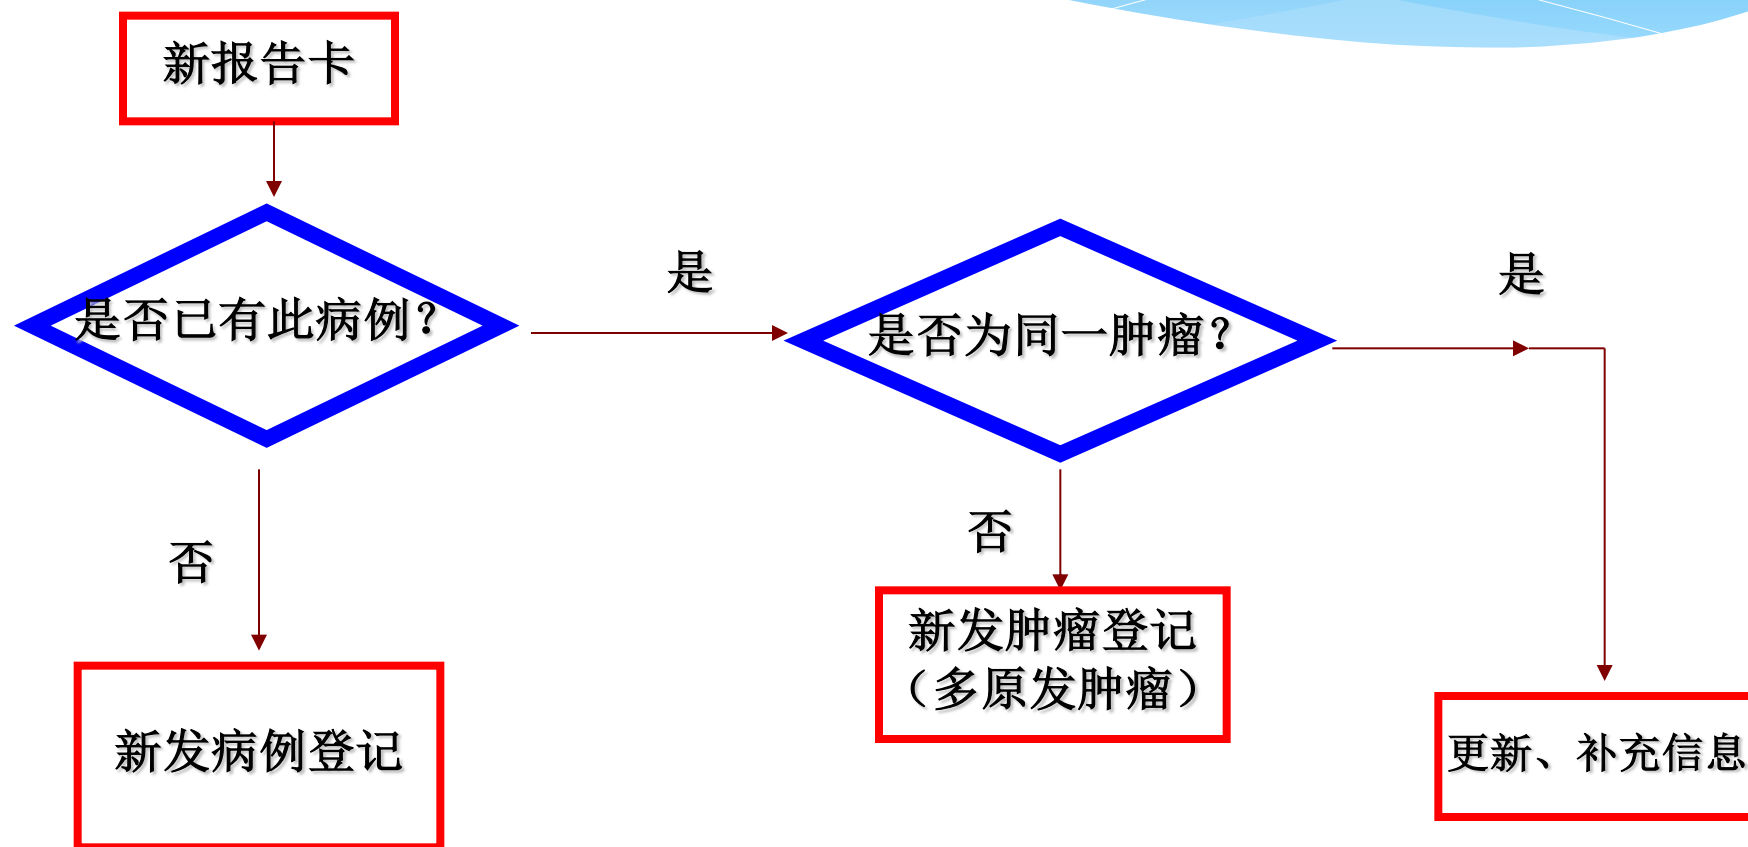 新报告卡
是否已有此病例？
是
是否为同一肿瘤？
是
否
否
新发肿瘤登记
（多原发肿瘤）
新发病例登记
更新、补充信息